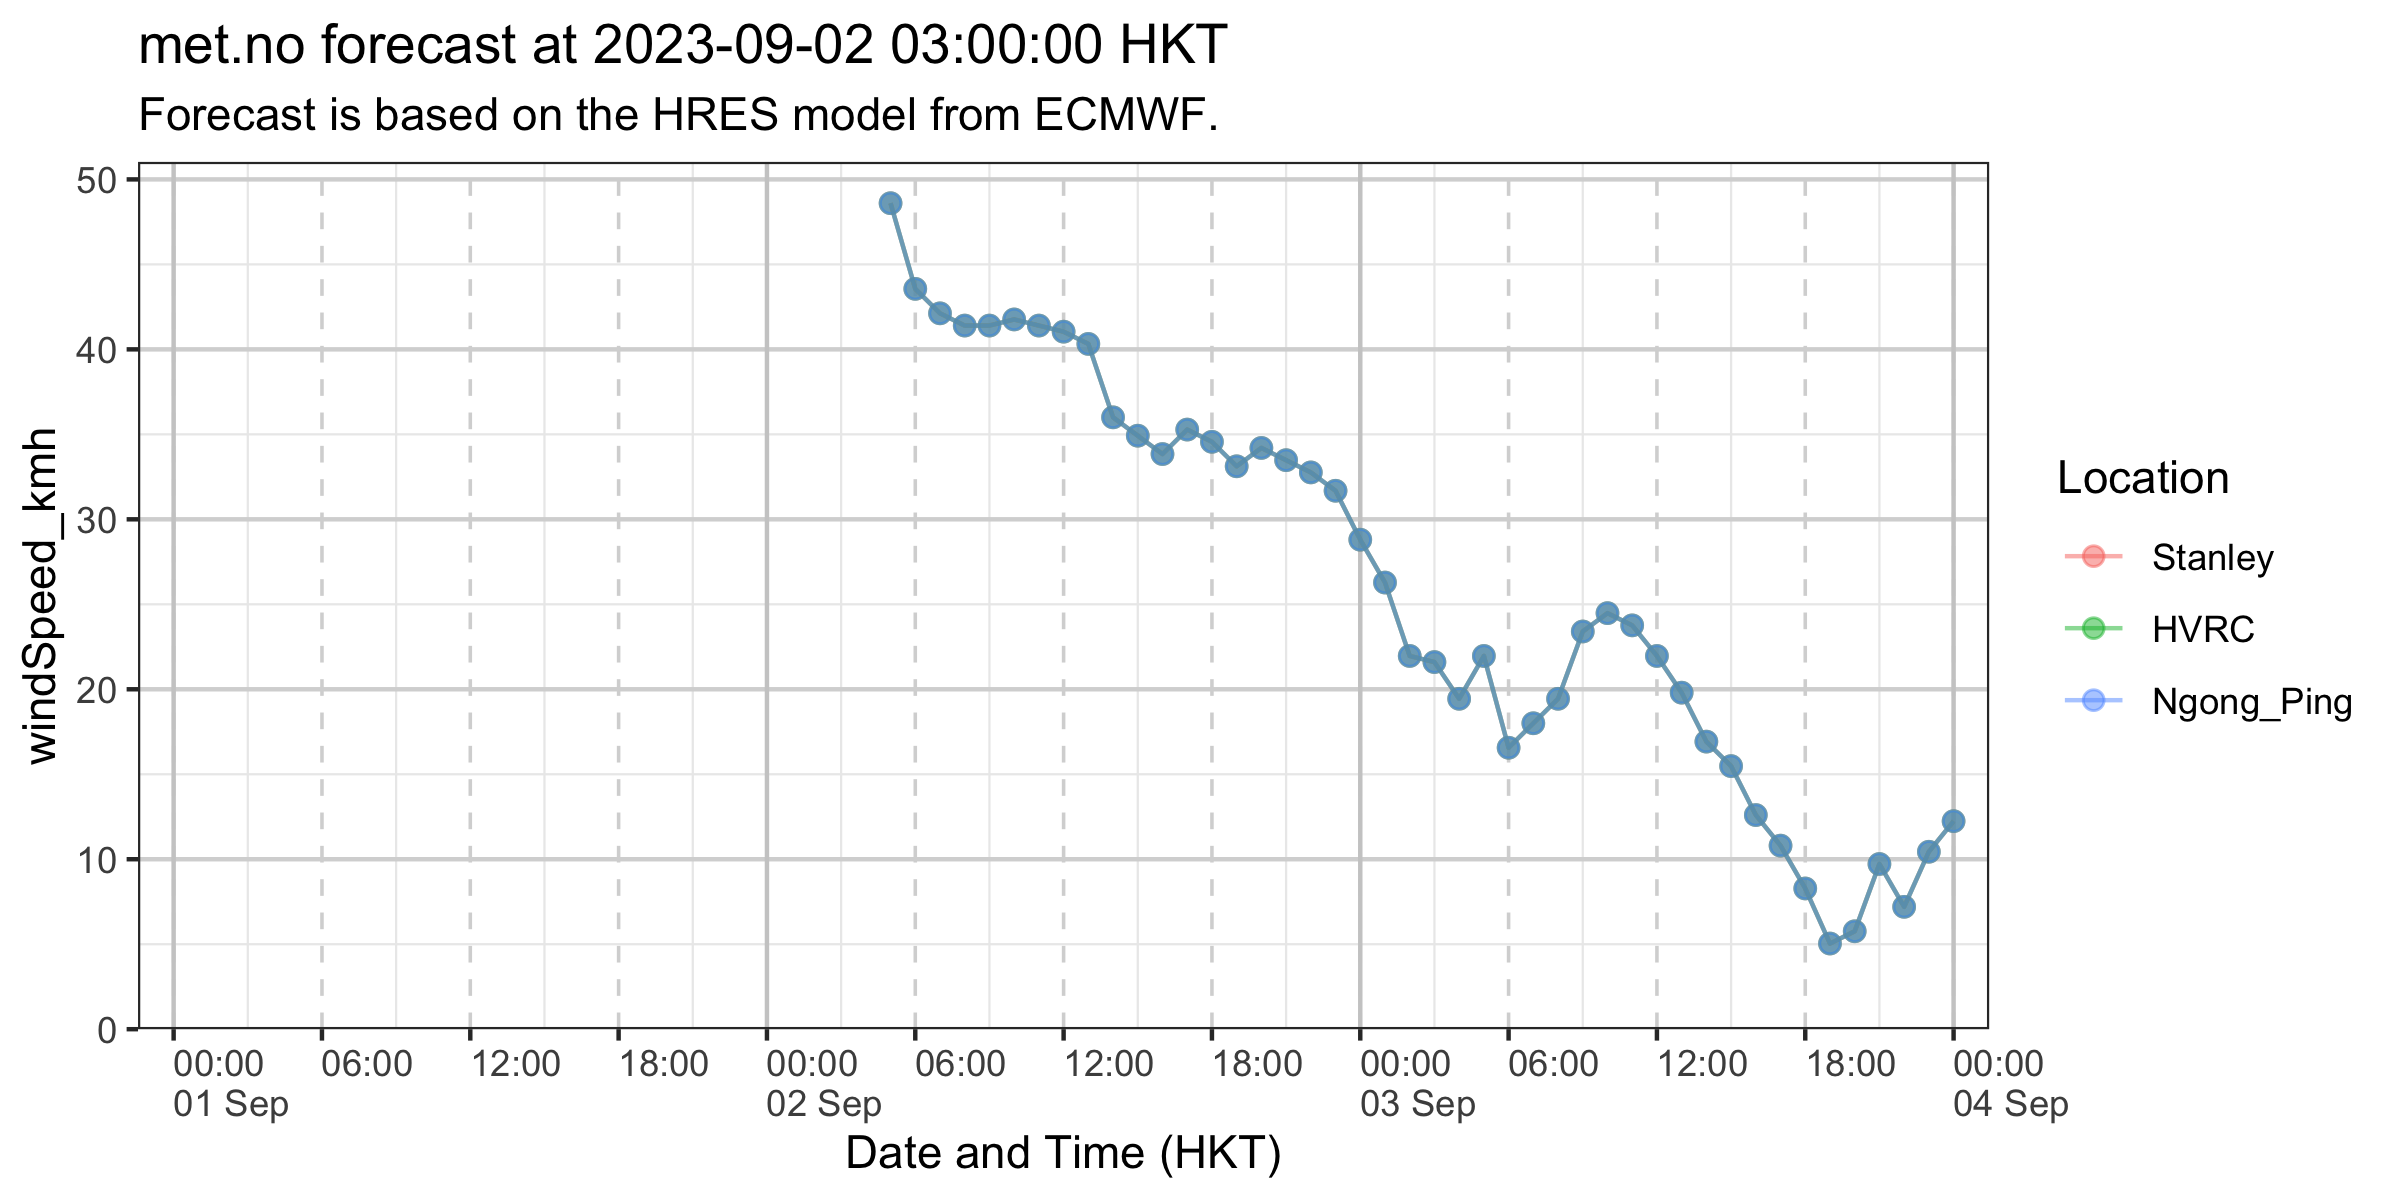 met.no forecast at 2023-09-02 03:00:00 HKT
Forecast is based on the HRES model from ECMWF.
windSpeed_kmh
50
40
30
20
10
0
00:00 06:00 12:00 18:00 00:00 06:00 12:00 18:00 00:00 06:00 12:00 18:00 00:00
01 Sep 02 Sep 03 Sep 04 Sep
Date and Time (HKT)
Location
Stanley
HVRC
Ngong_Ping